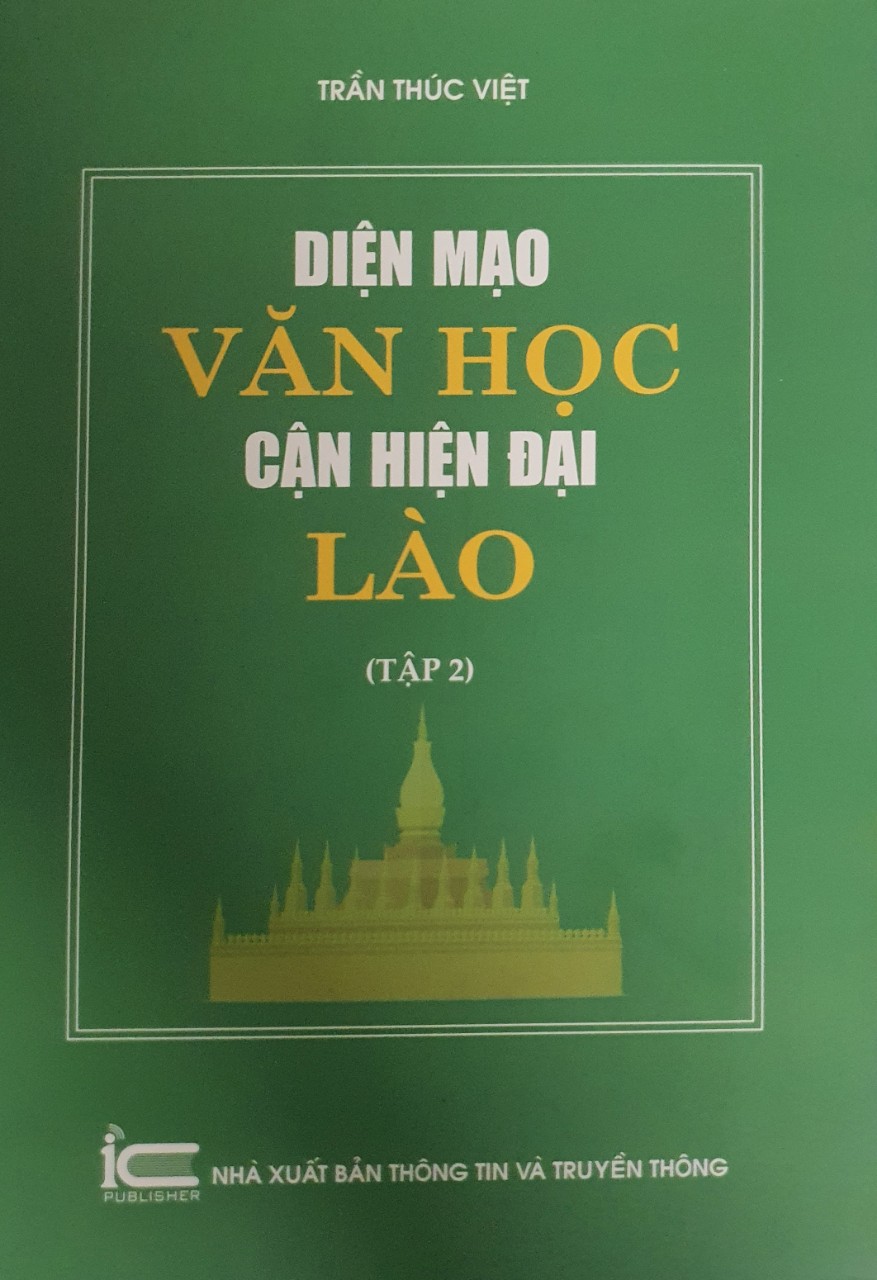 TRẦN THÚC VIỆT
DIỆN MẠO
VĂN HỌC
CẬN HIỆN ĐẠI
LÀO
(TẬP 2)
ic
PUBLISHER
NHÀ XUẤT BẢN THÔNG TIN VÀ TRUYỀN THÔNG